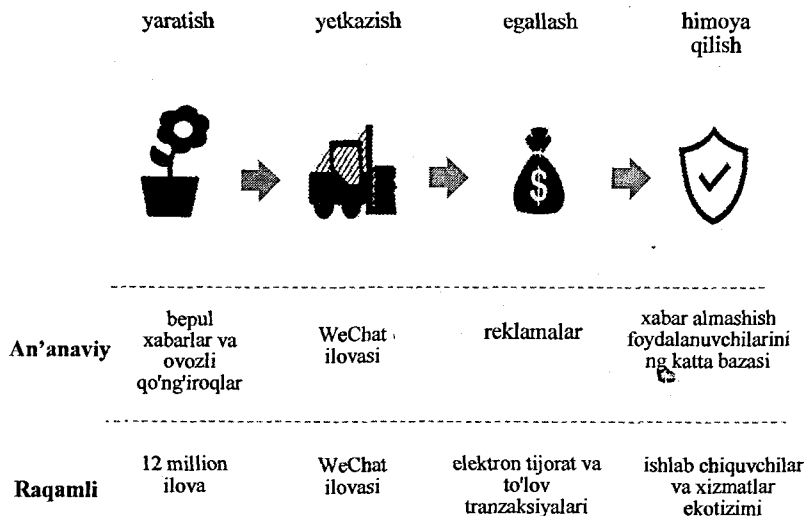 yaratish
yetkazish
egallash
himoya
qilish
$
An'anaviy
bepul
xabarlar va
ovozli
qo'ng'iroqlar
WeChat
ilovasi
reklamalar
xabar almashish
foydalanuvchilarini
ng katta bazasi
Raqamli
12 million
ilova
WeChat
ilovasi
elektron tijorat va
to'lov
tranzaksiyalari
ishlab chiquvchilar
va xizmatlar
ekotizimi